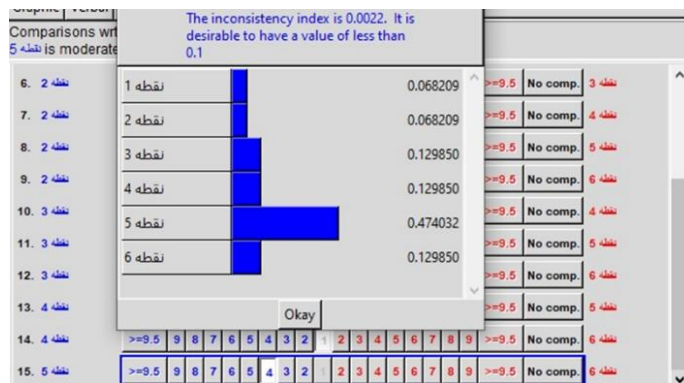 Graphic Verbal
The inconsistency index is 0.0022. It is
desirable to have a value of less than
0.1
Comparisons wrt
نقطه 5 is moderate
نقطه 1 0.068209
نقطه 2 0.068209
نقطه 3 0.129850
نقطه 4 0.129850
نقطه 5 0.474032
نقطه 6 0.129850
Okay
6. نقطه 2 >=9.5 No comp. نقطه 3
7. نقطه 2 >=9.5 No comp. نقطه 4
8. نقطه 2 >=9.5 No comp. نقطه 5
9. نقطه 2 >=9.5 No comp. نقطه 6
10. نقطه 3 >=9.5 No comp. نقطه 4
11. نقطه 3 >=9.5 No comp. نقطه 5
12. نقطه 3 >=9.5 No comp. نقطه 6
13. نقطه 4 >=9.5 No comp. نقطه 5
14. نقطه 4 >=9.5 9 8 7 6 5 4 3 2 1 2 3 4 5 6 7 8 9 >=9.5 No comp. نقطه 6
15. نقطه 5 >=9.5 9 8 7 6 5 4 3 2 1 2 3 4 5 6 7 8 9 >=9.5 No comp. نقطه 6